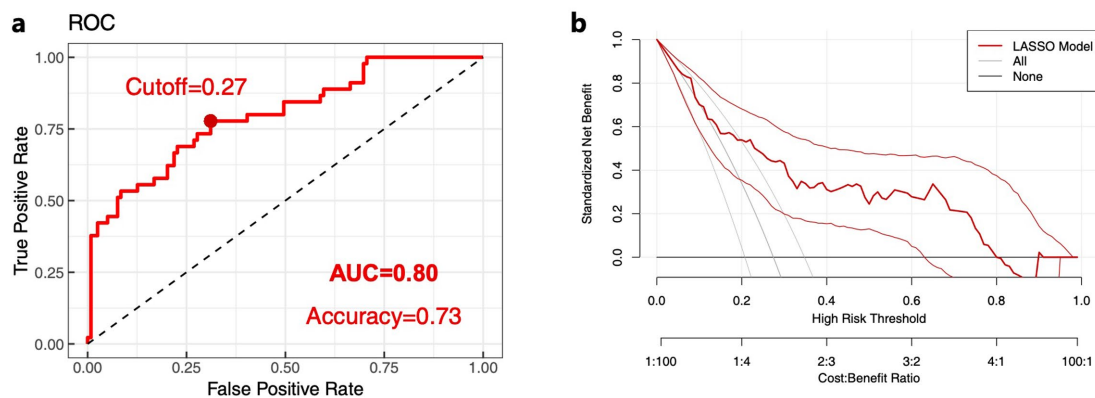 a
ROC
1.00
0.75
0.50
0.25
0.00
True Positive Rate
Cutoff=0.27
AUC=0.80
Accuracy=0.73
0.00 0.25 0.50 0.75 1.00
False Positive Rate
b
LASSO Model
All
None
1.0
0.8
0.6
0.4
0.2
0.0
Standardized Net Benefit
0.0 0.2 0.4 0.6 0.8 1.0
High Risk Threshold
1:100 1:4 2:3 3:2 4:1 100:1
Cost:Benefit Ratio